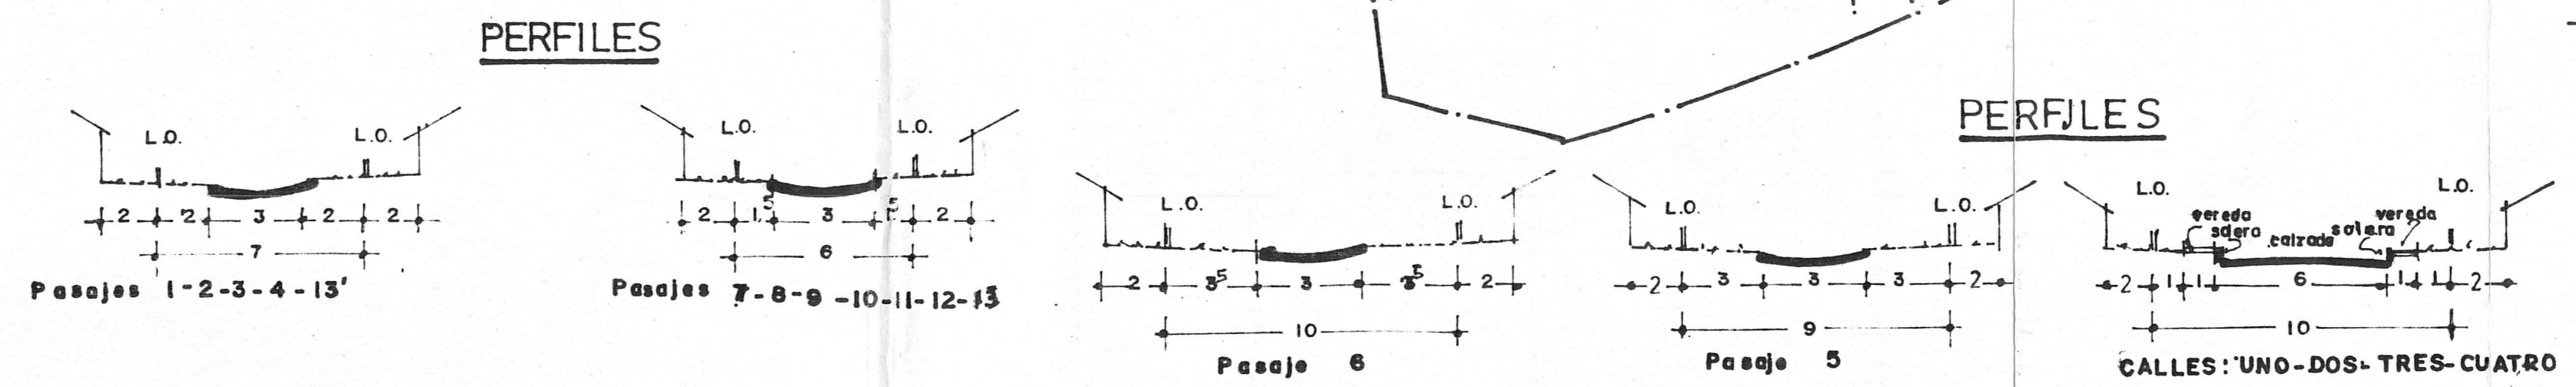 PERFILES
L.O. L.O.
2 2 3 2 2
7
Pasajes 1-2-3-4-13'
L.O. L.O.
2 1.5 3 1.5 2
6
Pasajes 7-8-9-10-11-12-13
L.O. L.O.
2 3.5 3 3.5 2
10
Pasaje 6
PERFILES
L.O. L.O.
2 3 3 3 2
9
Pasaje 5
L.O. L.O.
vereda vereda
solera calzada solera
2 1 1 6 1 1 2
10
CALLES: UNO-DOS-TRES-CUATRO